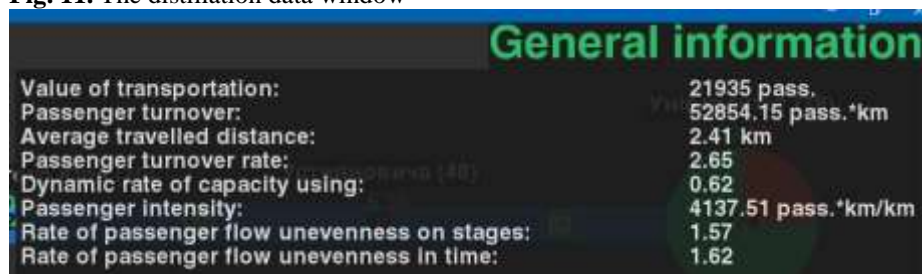 Fig. 11. The distination data window
General information
Value of transportation: 21935 pass.
Passenger turnover: 52854.15 pass.*km
Average travelled distance: 2.41 km
Passenger turnover rate: 2.65
Dynamic rate of capacity using: 0.62
Passenger intensity: 4137.51 pass.*km/km
Rate of passenger flow unevenness on stages: 1.57
Rate of passenger flow unevenness in time: 1.62